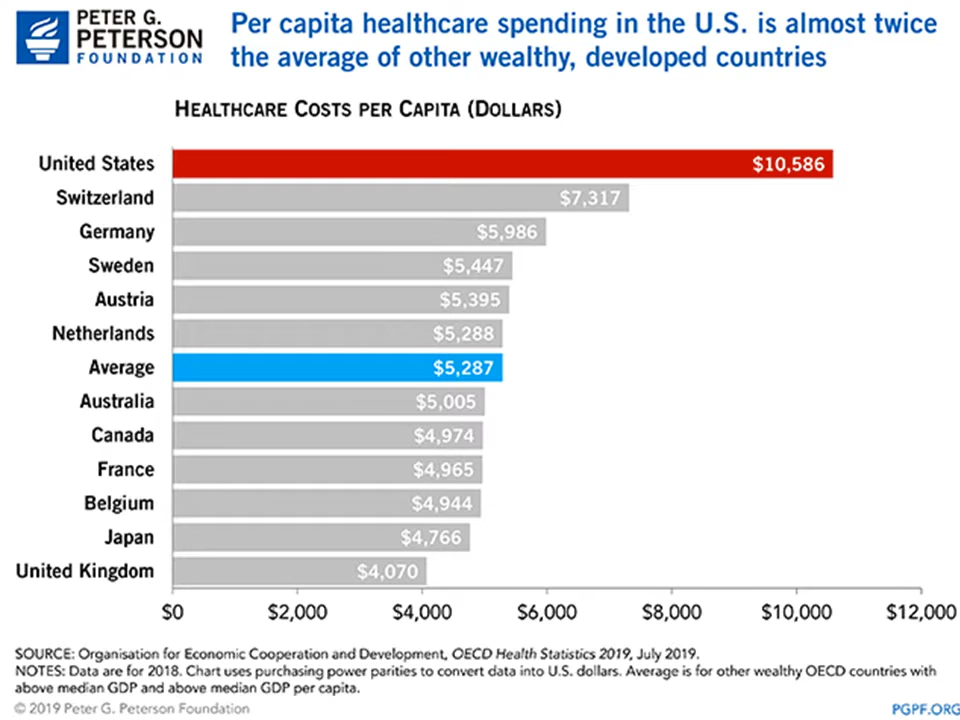 PETER G.
PETERSON
FOUNDATION
Per capita healthcare spending in the U.S. is almost twice
the average of other wealthy, developed countries
HEALTHCARE COSTS PER CAPITA (DOLLARS)
United States $10,586
Switzerland $7,317
Germany $5,986
Sweden $5,447
Austria $5,395
Netherlands $5,288
Average $5,287
Australia $5,005
Canada $4,974
France $4,965
Belgium $4,944
Japan $4,766
United Kingdom $4,070
$0 $2,000 $4,000 $6,000 $8,000 $10,000 $12,000
SOURCE: Organisation for Economic Cooperation and Development, OECD Health Statistics 2019, July 2019.
NOTES: Data are for 2018. Chart uses purchasing power parities to convert data into U.S. dollars. Average is for other wealthy OECD countries with
above median GDP and above median GDP per capita.
© 2019 Peter G. Peterson Foundation PGPF.ORG